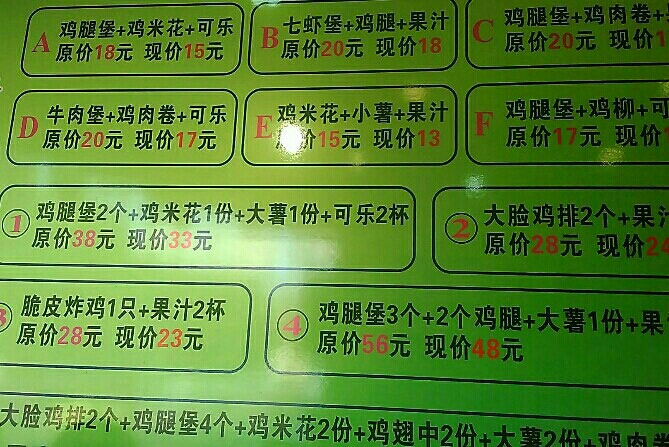 A 鸡腿堡+鸡米花+可乐
原价18元 现价15元
B 七虾堡+鸡腿+果汁
原价20元 现价18
C 鸡腿堡+鸡肉卷+
原价20元 现价1
D 牛肉堡+鸡肉卷+可乐
原价20元 现价17元
E 鸡米花+小薯+果汁
价15元 现价13
F 鸡腿堡+鸡柳+可
原价17元 现价
① 鸡腿堡2个+鸡米花1份+大薯1份+可乐2杯
原价38元 现价33元
② 大脸鸡排2个+果汁
原价28元 现价24
脆皮炸鸡1只+果汁2杯
原价28元 现价23元
④ 鸡腿堡3个+2个鸡腿+大薯1份+果
原价56元 现价48元
大脸鸡排2个+鸡腿堡4个+鸡米花2份+鸡翅中2份+大薯2份+鸡肉